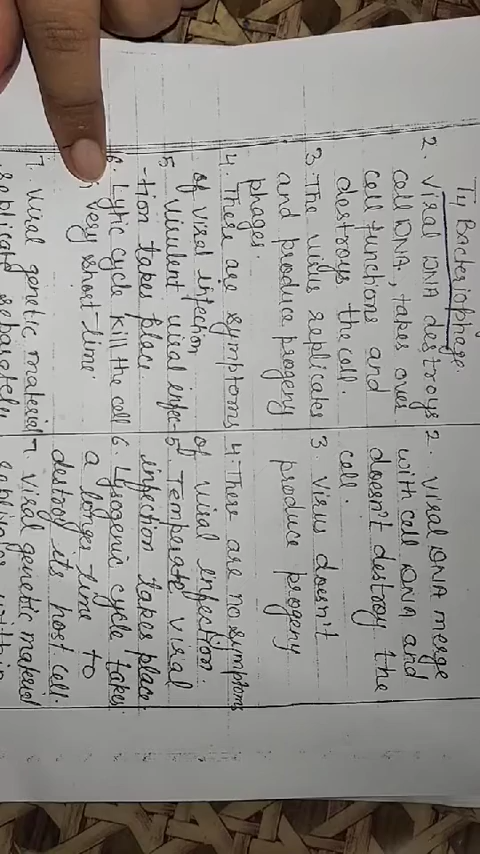 T4 Bacteriophage
2. Viral DNA destroys
cell DNA, takes over
cell functions and
destroys the cell.
3. The virus replicates
and produce progeny
phages.
4. There are symptoms
of viral infection
5 Virulent viral infec-
-tion takes place.
6. Lytic cycle kill the cell
very short-time
7. Viral genetic material
replicate separately
2. Viral DNA merge
with cell DNA and
doesn't destroy the
cell.
3. Virus doesn't
produce progeny
4. There are no symptoms
of viral infection.
5 Temperate viral
infection takes place.
6. Lysogenic cycle takes
a longer time to
destroy its host cell.
7. Viral genetic material